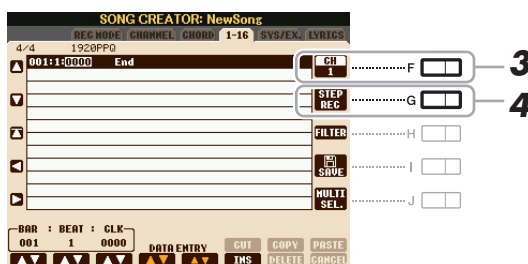 SONG CREATOR: NewSong
REC MODE CHANNEL CHORD 1-16 SYS/EX. LYRICS
4/4 1920PPQ
001:1:0000 End
CH 1
F
3
STEP REC
G
4
FILTER
H
SAVE
I
MULTI SEL.
J
BAR : BEAT : CLK
001 1 0000
DATA ENTRY
CUT COPY PASTE
INS DELETE CANCEL